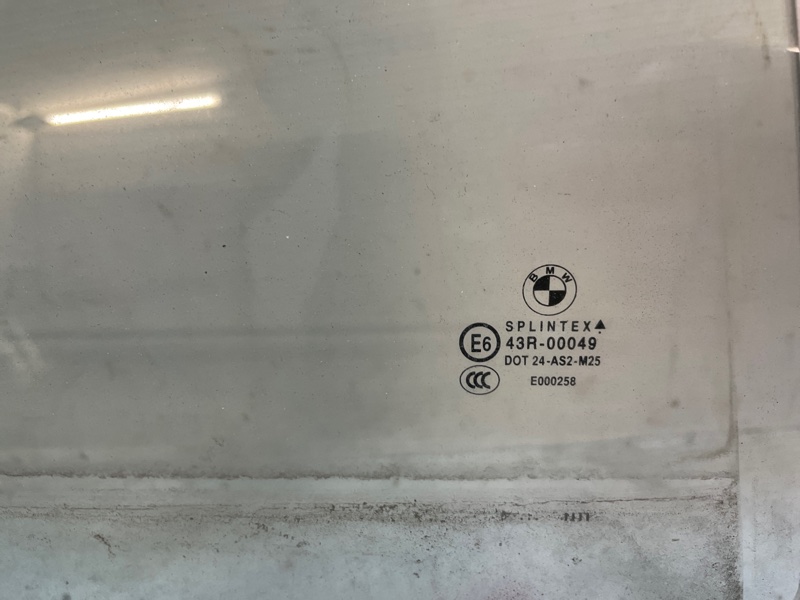 BMW
SPLINTEX
E6 43R-00049
DOT 24-AS2-M25
CCC E000258